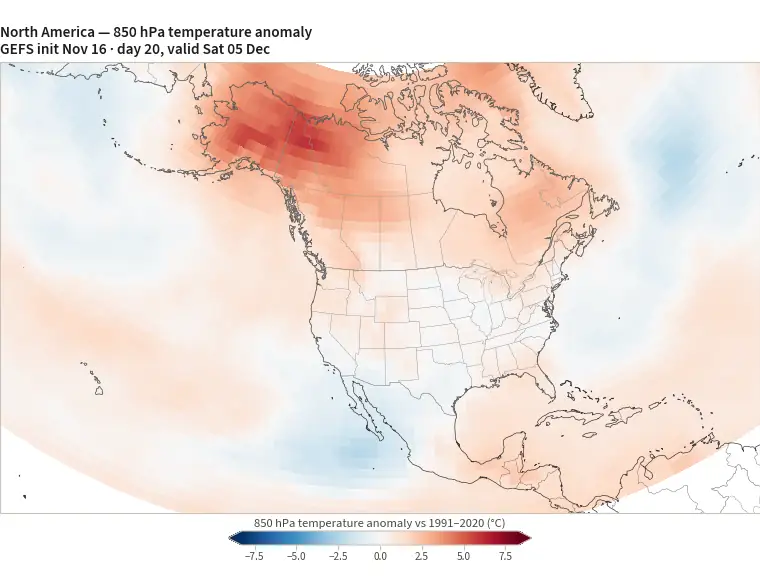 North America — 850 hPa temperature anomaly
GEFS init Nov 16 · day 20, valid Sat 05 Dec
850 hPa temperature anomaly vs 1991–2020 (°C)
−7.5 −5.0 −2.5 0.0 2.5 5.0 7.5